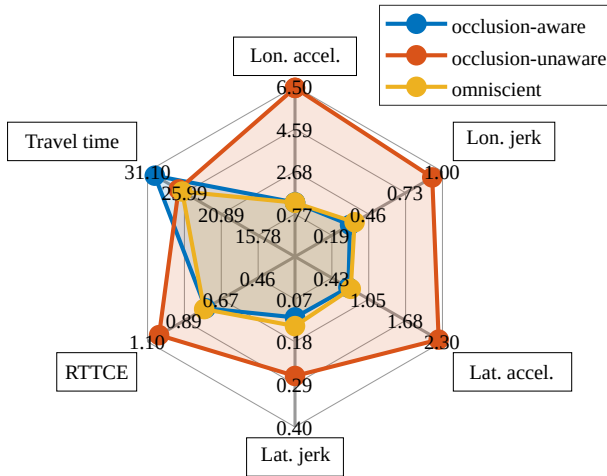 occlusion-aware
occlusion-unaware
omniscient
Lon. accel.
6.50
4.59
2.68
0.77
Lon. jerk
1.00
0.73
0.46
0.19
Travel time
31.10
25.99
20.89
15.78
0.46
0.67
0.89
1.10
RTTCE
0.43
1.05
1.68
2.30
Lat. accel.
0.07
0.18
0.29
0.40
Lat. jerk